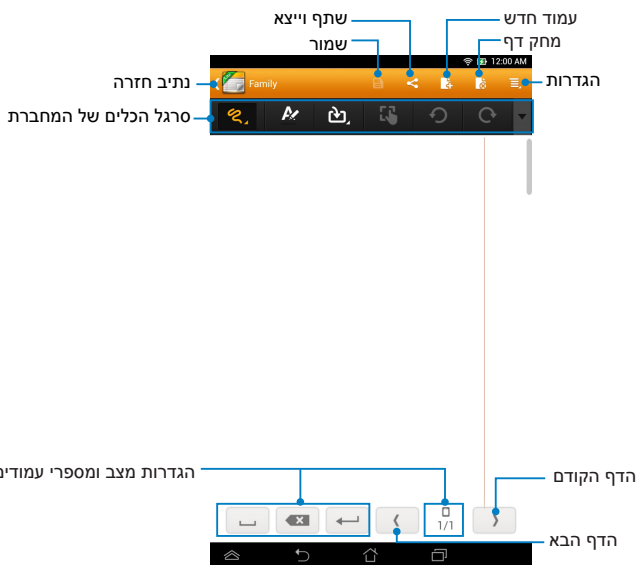 עמוד חדש
שתף וייצא
מחק דף
שמור
12:00 AM
הגדרות
נתיב חזרה
Family
סרגל הכלים של המחברת
הגדרות מצב ומספרי עמודים
הדף הקודם
1/1
הדף הבא